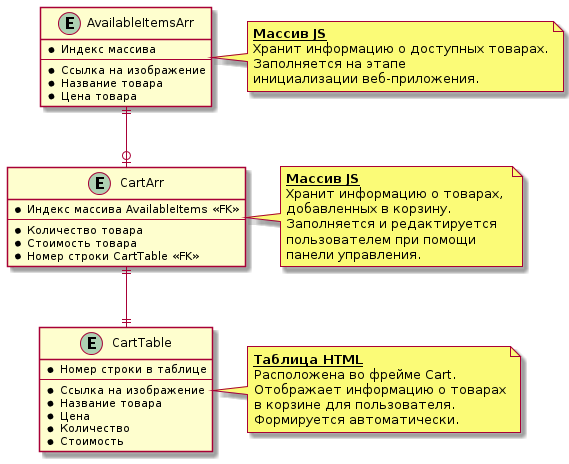 E AvailableItemsArr
Индекс массива
Ссылка на изображение
Название товара
Цена товара
Массив JS
Хранит информацию о доступных товарах.
Заполняется на этапе
инициализации веб-приложения.
E CartArr
Индекс массива AvailableItems «FK»
Количество товара
Стоимость товара
Номер строки CartTable «FK»
Массив JS
Хранит информацию о товарах,
добавленных в корзину.
Заполняется и редактируется
пользователем при помощи
панели управления.
E CartTable
Номер строки в таблице
Ссылка на изображение
Название товара
Цена
Количество
Стоимость
Таблица HTML
Расположена во фрейме Cart.
Отображает информацию о товарах
в корзине для пользователя.
Формируется автоматически.